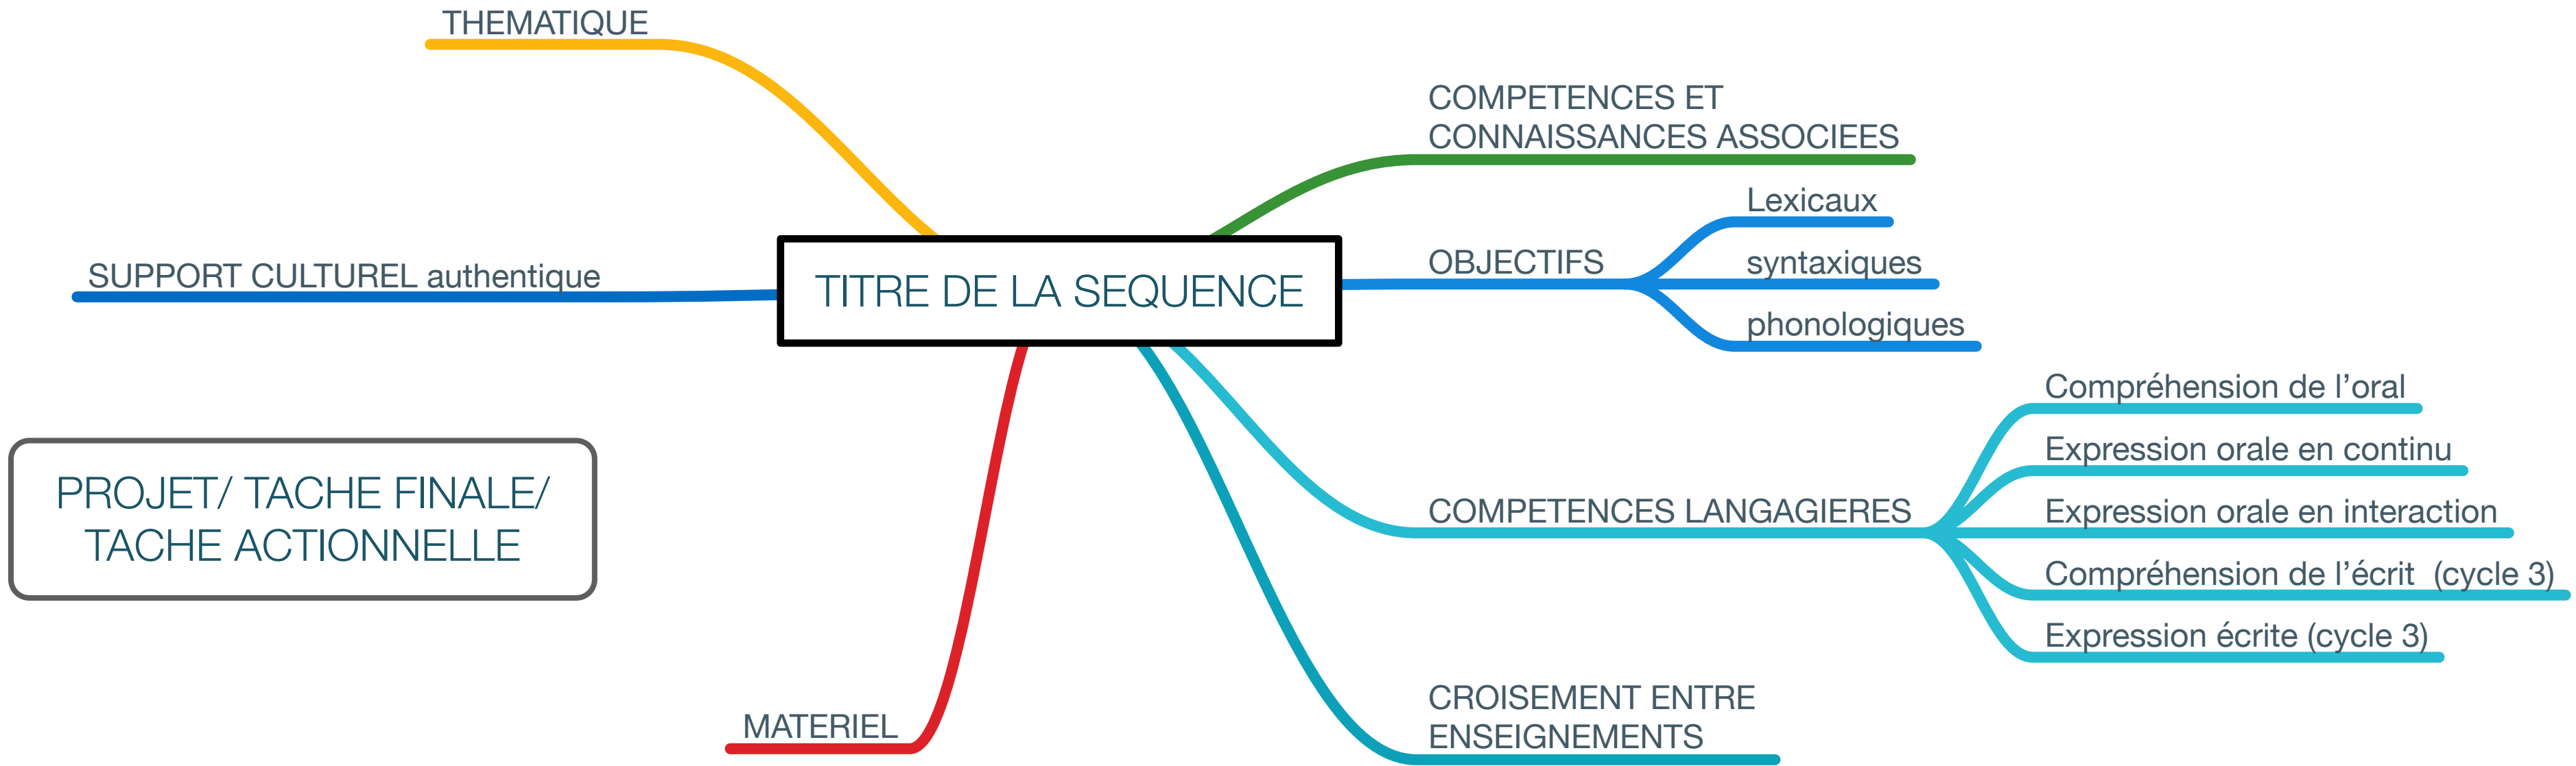 THEMATIQUE
SUPPORT CULTUREL authentique
PROJET/ TACHE FINALE/
TACHE ACTIONNELLE
MATERIEL
TITRE DE LA SEQUENCE
COMPETENCES ET
CONNAISSANCES ASSOCIEES
OBJECTIFS
Lexicaux
syntaxiques
phonologiques
COMPETENCES LANGAGIERES
Compréhension de l’oral
Expression orale en continu
Expression orale en interaction
Compréhension de l’écrit  (cycle 3)
Expression écrite (cycle 3)
CROISEMENT ENTRE
ENSEIGNEMENTS